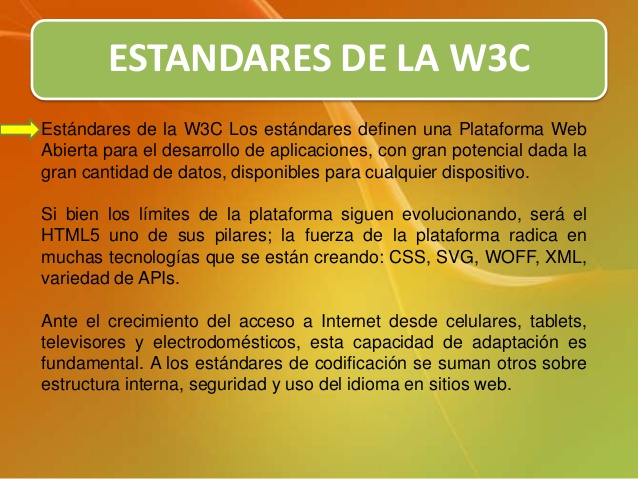 ESTANDARES DE LA W3C
Estándares de la W3C Los estándares definen una Plataforma Web
Abierta para el desarrollo de aplicaciones, con gran potencial dada la
gran cantidad de datos, disponibles para cualquier dispositivo.
Si bien los límites de la plataforma siguen evolucionando, será el
HTML5 uno de sus pilares; la fuerza de la plataforma radica en
muchas tecnologías que se están creando: CSS, SVG, WOFF, XML,
variedad de APIs.
Ante el crecimiento del acceso a Internet desde celulares, tablets,
televisores y electrodomésticos, esta capacidad de adaptación es
fundamental. A los estándares de codificación se suman otros sobre
estructura interna, seguridad y uso del idioma en sitios web.